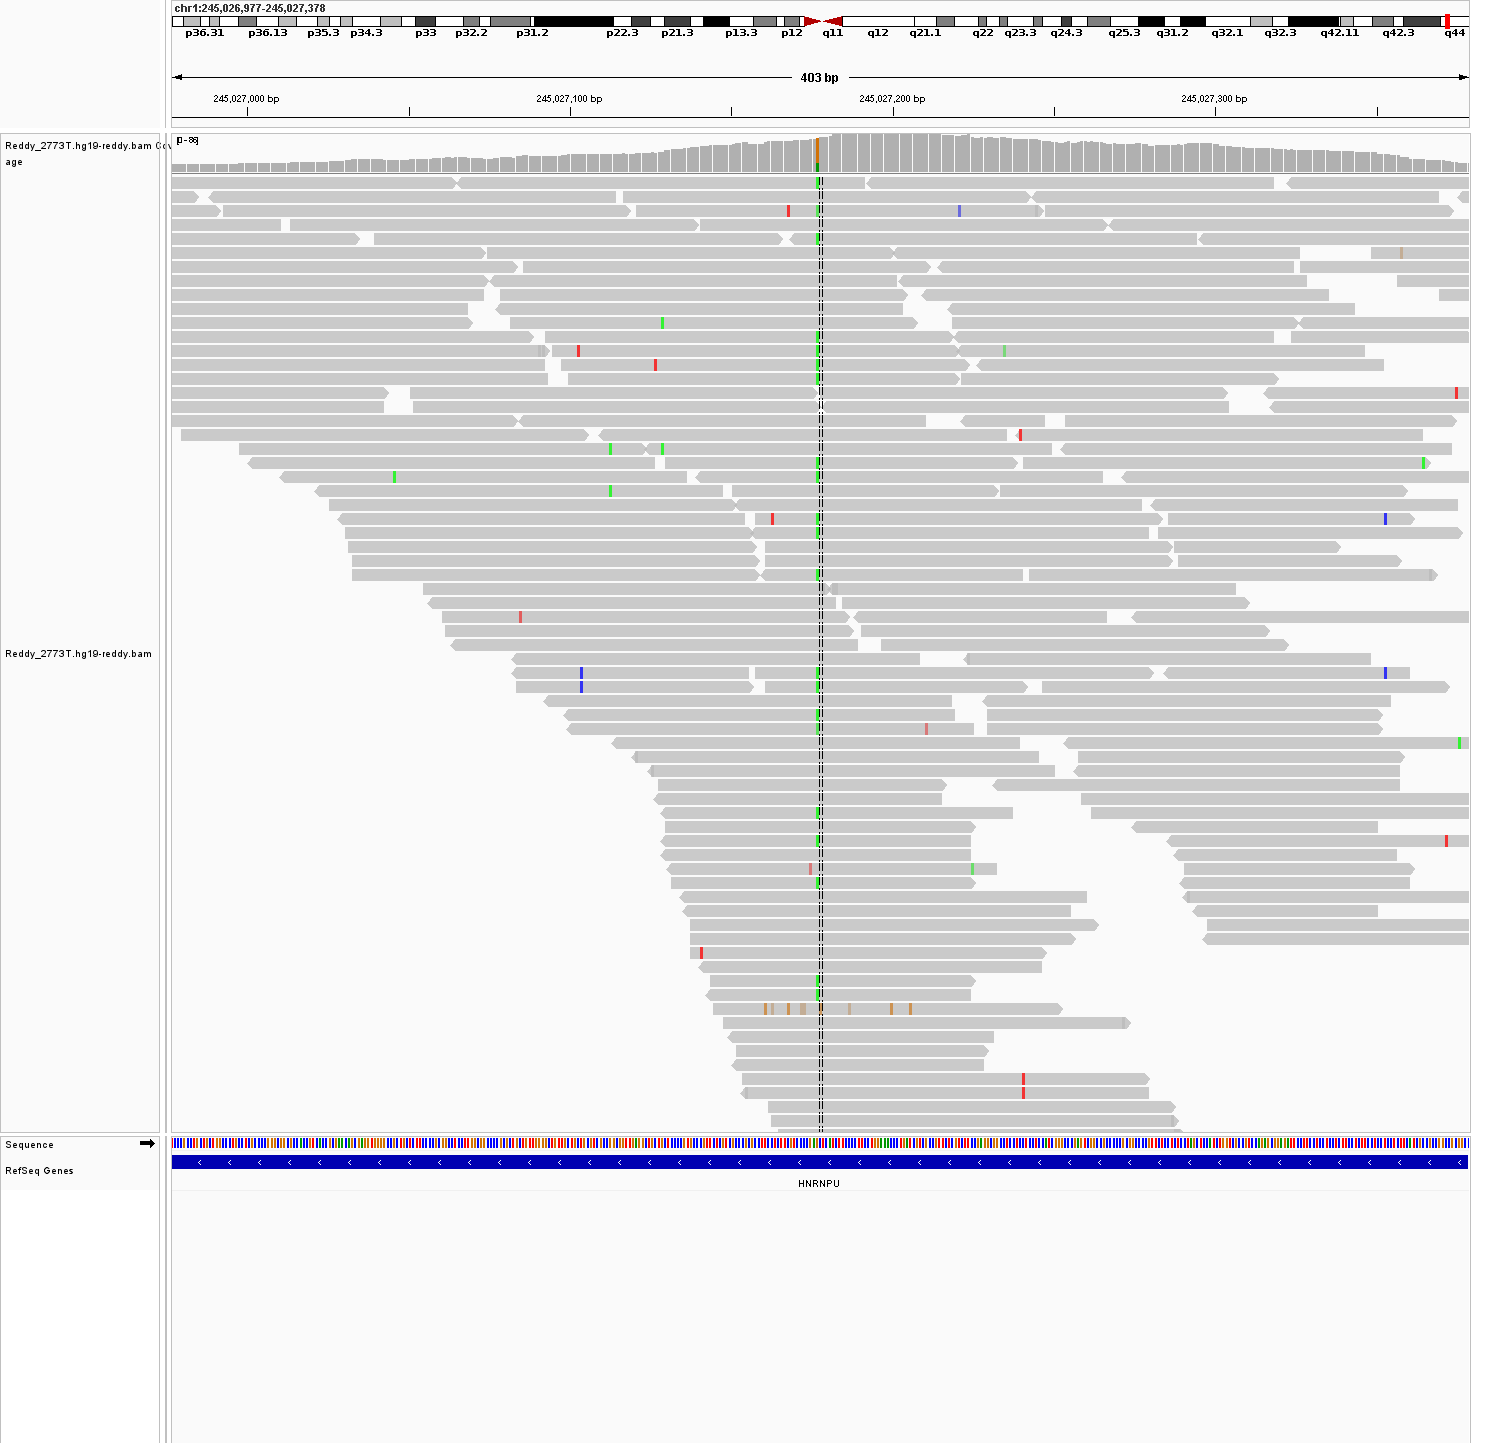 chr1:245,026,977-245,027,378
p36.31 p36.13 p35.3 p34.3 p33 p32.2 p31.2 p22.3 p21.3 p13.3 p12 q11 q12 q21.1 q22 q23.3 q24.3 q25.3 q31.2 q32.1 q32.3 q42.11 q42.3 q44
403 bp
245,027,000 bp 245,027,100 bp 245,027,200 bp 245,027,300 bp
[0-86]
Reddy_2773T.hg19-reddy.bam Cov
age
Reddy_2773T.hg19-reddy.bam
Sequence
RefSeq Genes
HNRNPU